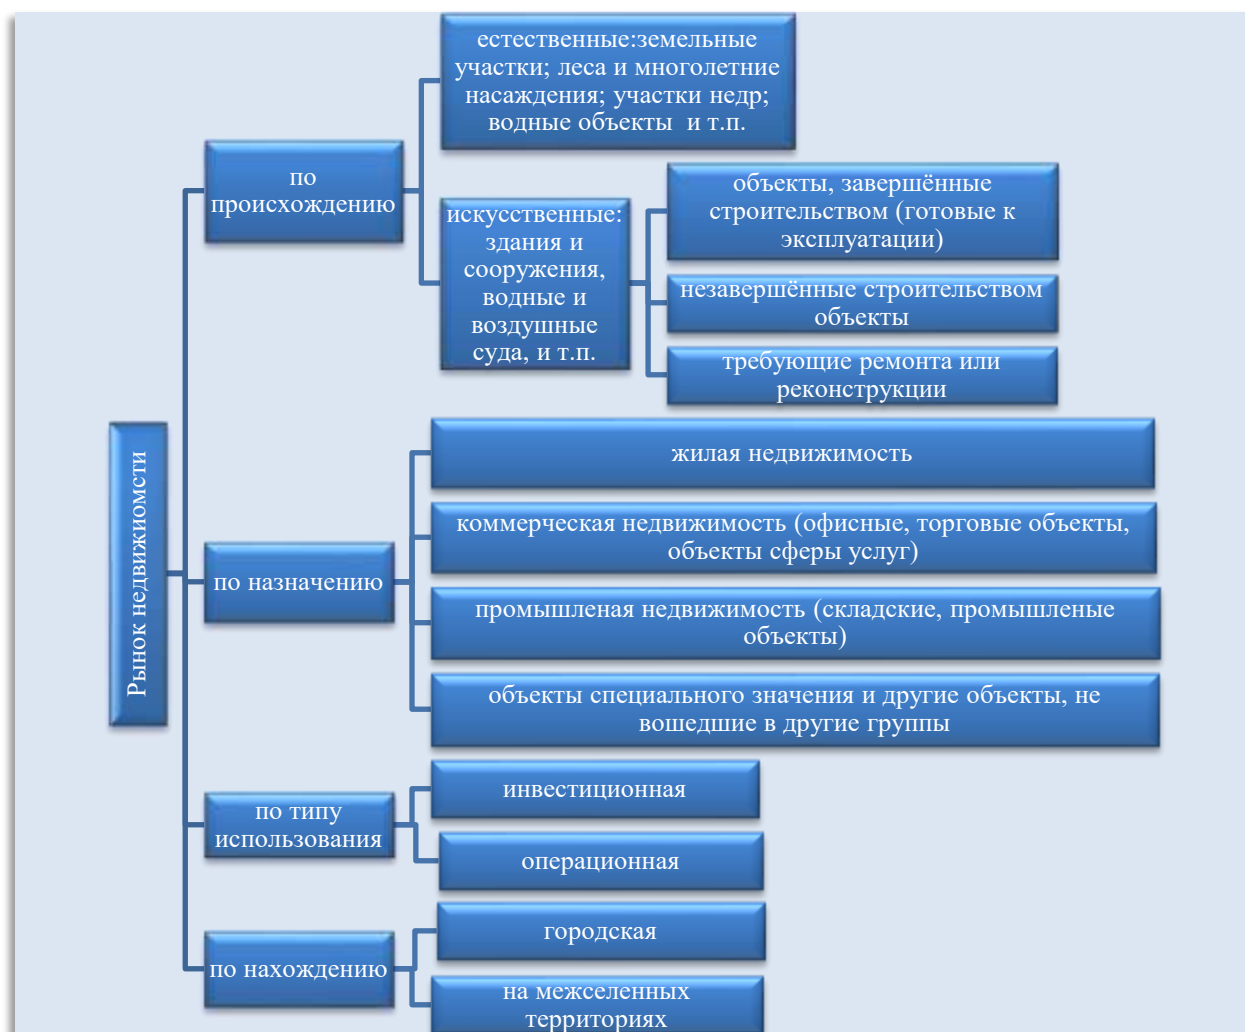 Рынок недвижиомсти
по
происхождению
естественные:земельные
участки; леса и многолетние
насаждения; участки недр;
водные объекты и т.п.
искусственные:
здания и
сооружения,
водные и
воздушные
суда, и т.п.
объекты, завершённые
строительством (готовые к
эксплуатации)
незавершённые строительством
объекты
требующие ремонта или
реконструкции
по назначению
жилая недвижимость
коммерческая недвижимость (офисные, торговые объекты,
объекты сферы услуг)
промышленая недвижимость (складские, промышленые
объекты)
объекты специального значения и другие объекты, не
вошедшие в другие группы
по типу
использования
инвестиционная
операционная
по нахождению
городская
на межселенных
территориях